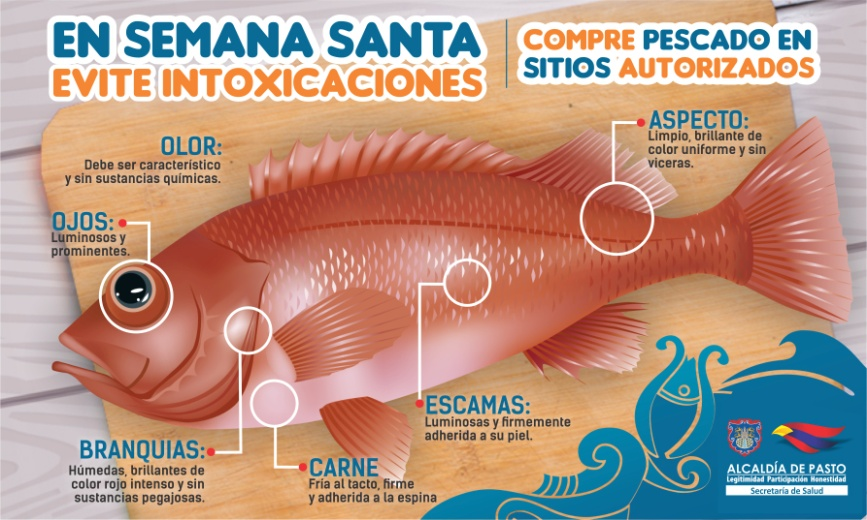 EN SEMANA SANTA
EVITE INTOXICACIONES
COMPRE PESCADO EN
SITIOS AUTORIZADOS
OLOR:
Debe ser característico
y sin sustancias químicas.
ASPECTO:
Limpio, brillante de
color uniforme y sin
viceras.
OJOS:
Luminosos y
prominentes.
ESCAMAS:
Luminosas y firmemente
adherida a su piel.
BRANQUIAS:
Húmedas, brillantes de
color rojo intenso y sin
sustancias pegajosas.
CARNE
Fría al tacto, firme
y adherida a la espina
ALCALDÍA DE PASTO
Legitimidad Participación Honestidad
Secretaría de Salud